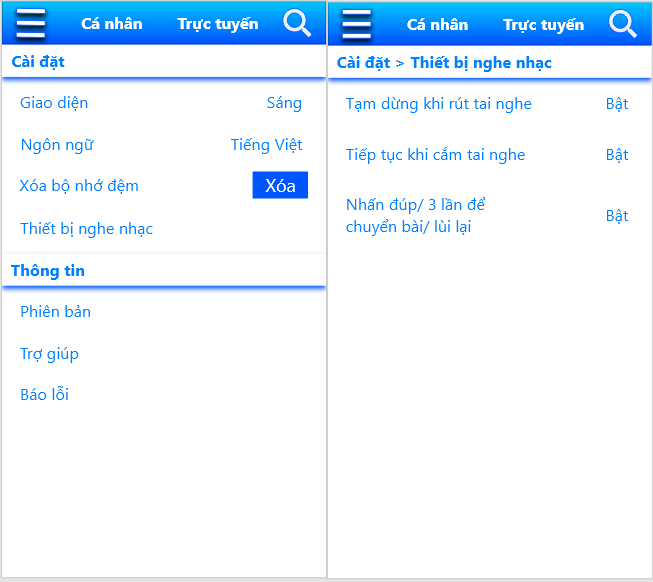 Cá nhân Trực tuyến
Cài đặt
Giao diện Sáng
Ngôn ngữ Tiếng Việt
Xóa bộ nhớ đệm Xóa
Thiết bị nghe nhạc
Thông tin
Phiên bản
Trợ giúp
Báo lỗi
Cá nhân Trực tuyến
Cài đặt > Thiết bị nghe nhạc
Tạm dừng khi rút tai nghe Bật
Tiếp tục khi cắm tai nghe Bật
Nhấn đúp/ 3 lần để
chuyển bài/ lùi lại Bật